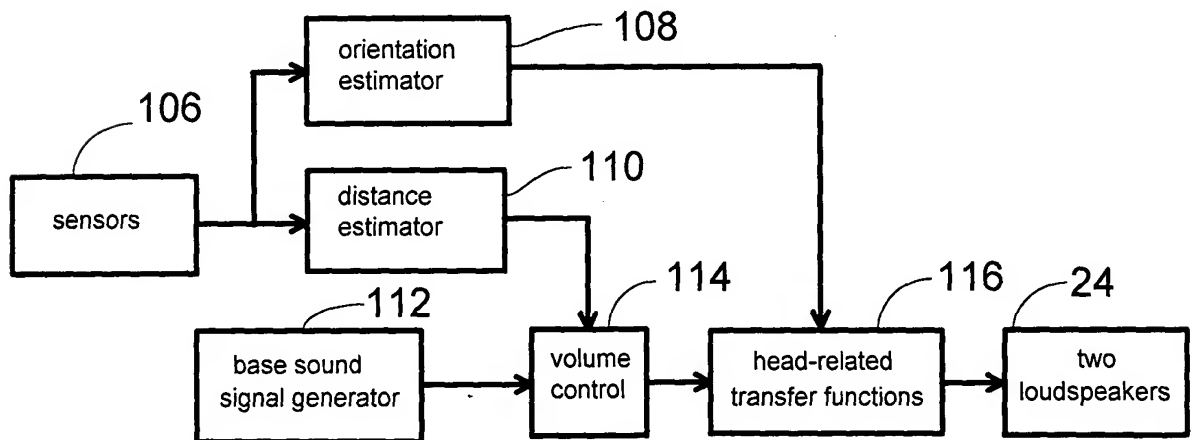 108
orientation
estimator
106
sensors
110
distance
estimator
112
base sound
signal generator
114
volume
control
116
head-related
transfer functions
24
two
loudspeakers